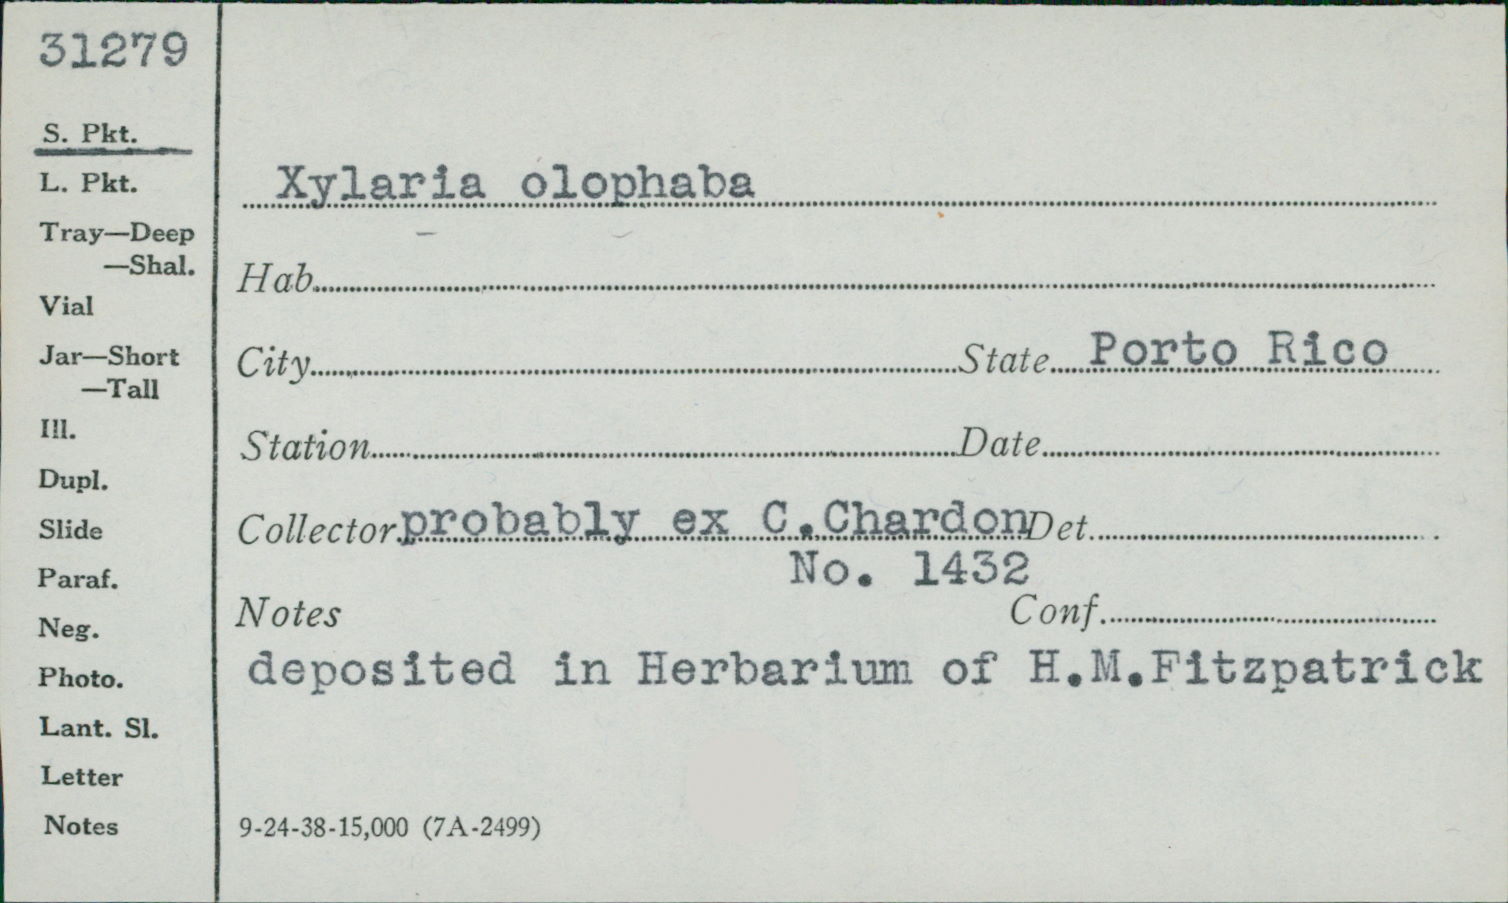 31279
S. Pkt.
L. Pkt.
Tray—Deep
—Shal.
Vial
Jar—Short
—Tall
Ill.
Dupl.
Slide
Paraf.
Neg.
Photo.
Lant. Sl.
Letter
Notes
Xylaria olophaba
Hab.
City State Porto Rico
Station Date
Collector probably ex C.Chardon Det.
No. 1432
Notes Conf.
deposited in Herbarium of H.M.Fitzpatrick
9-24-38-15,000 (7A-2499)